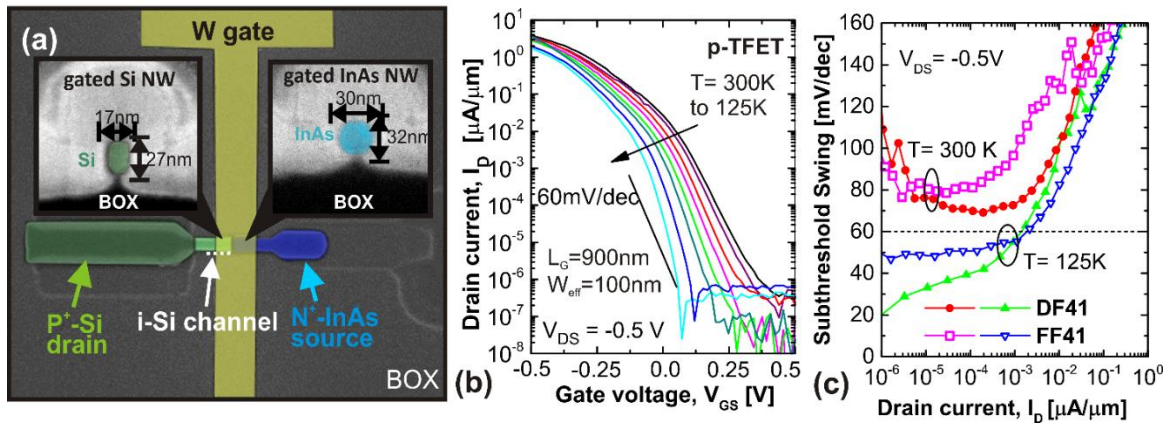 (a)
W gate
gated Si NW
17nm
Si
27nm
BOX
gated InAs NW
30nm
InAs
32nm
BOX
P⁺-Si
drain
i-Si channel
N⁺-InAs
source
BOX
(b)
Drain current, I_D [μA/μm]
10¹
10⁰
10⁻¹
10⁻²
10⁻³
10⁻⁴
10⁻⁵
10⁻⁶
10⁻⁷
10⁻⁸
p-TFET
T= 300K
to 125K
60mV/dec
L_G=900nm
W_eff=100nm
V_DS = -0.5 V
-0.5 -0.25 0.0 0.25 0.5
Gate voltage, V_GS [V]
(c)
Subthreshold Swing [mV/dec]
160
140
120
100
80
60
40
20
0
V_DS= -0.5V
T= 300 K
T= 125K
DF41
FF41
10⁻⁶ 10⁻⁵ 10⁻⁴ 10⁻³ 10⁻² 10⁻¹ 10⁰
Drain current, I_D [μA/μm]